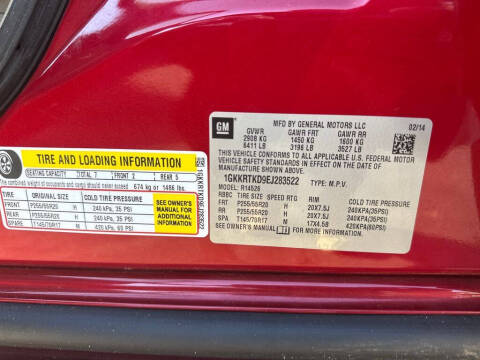 TIRE AND LOADING INFORMATION
SEATING CAPACITY Total 7 FRONT 2 REAR 5
The combined weight of occupants and cargo should never exceed 674 kg or 1486 lbs.
TIRE ORIGINAL SIZE COLD TIRE PRESSURE
FRONT P255/55R20 240 kPa, 35 PSI
REAR P255/55R20 240 kPa, 35 PSI
SPARE T145/70R17 420 kPa, 60 PSI
SEE OWNER'S
MANUAL FOR
ADDITIONAL
INFORMATION
1GKKRTKD9EJ283522
GM
MFD BY GENERAL MOTORS LLC
02/14
GVWR GAWR FRT GAWR RR
2908 KG 1450 KG 1600 KG
6411 LB 3196 LB 3527 LB
THIS VEHICLE CONFORMS TO ALL APPLICABLE U.S. FEDERAL MOTOR
VEHICLE SAFETY STANDARDS IN EFFECT ON THE DATE OF
MANUFACTURE SHOWN ABOVE.
1GKKRTKD9EJ283522 TYPE: M.P.V.
MODEL: R14526
TIRE SIZE SPEED RTG RIM COLD TIRE PRESSURE
FRT P255/55R20 H 20X7.5J 240KPA(35PSI)
RR P255/55R20 H 20X7.5J 240KPA(35PSI)
SPA T145/70R17 M 17X4.5B 420KPA(60PSI)
SEE OWNER'S MANUAL FOR MORE INFORMATION.